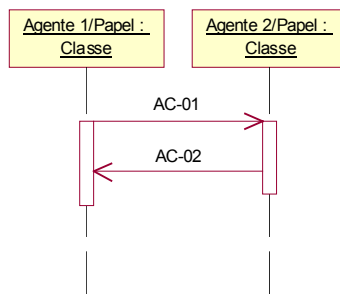 Agente 1/Papel :
Classe
Agente 2/Papel :
Classe
AC-01
AC-02